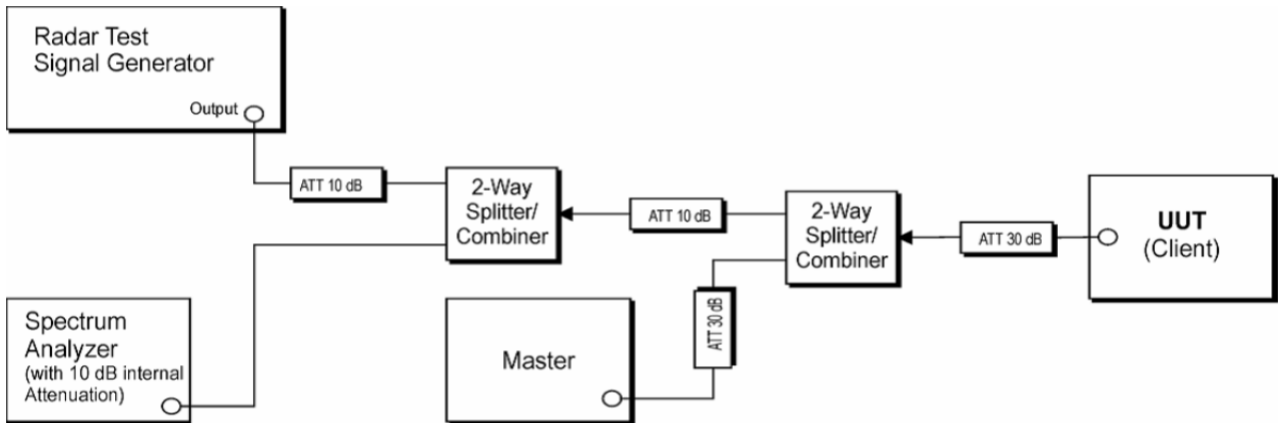 Radar Test
Signal Generator
Output
ATT 10 dB
2-Way
Splitter/
Combiner
ATT 10 dB
2-Way
Splitter/
Combiner
ATT 30 dB
UUT
(Client)
Spectrum
Analyzer
(with 10 dB internal
Attenuation)
Master
ATT 30 dB